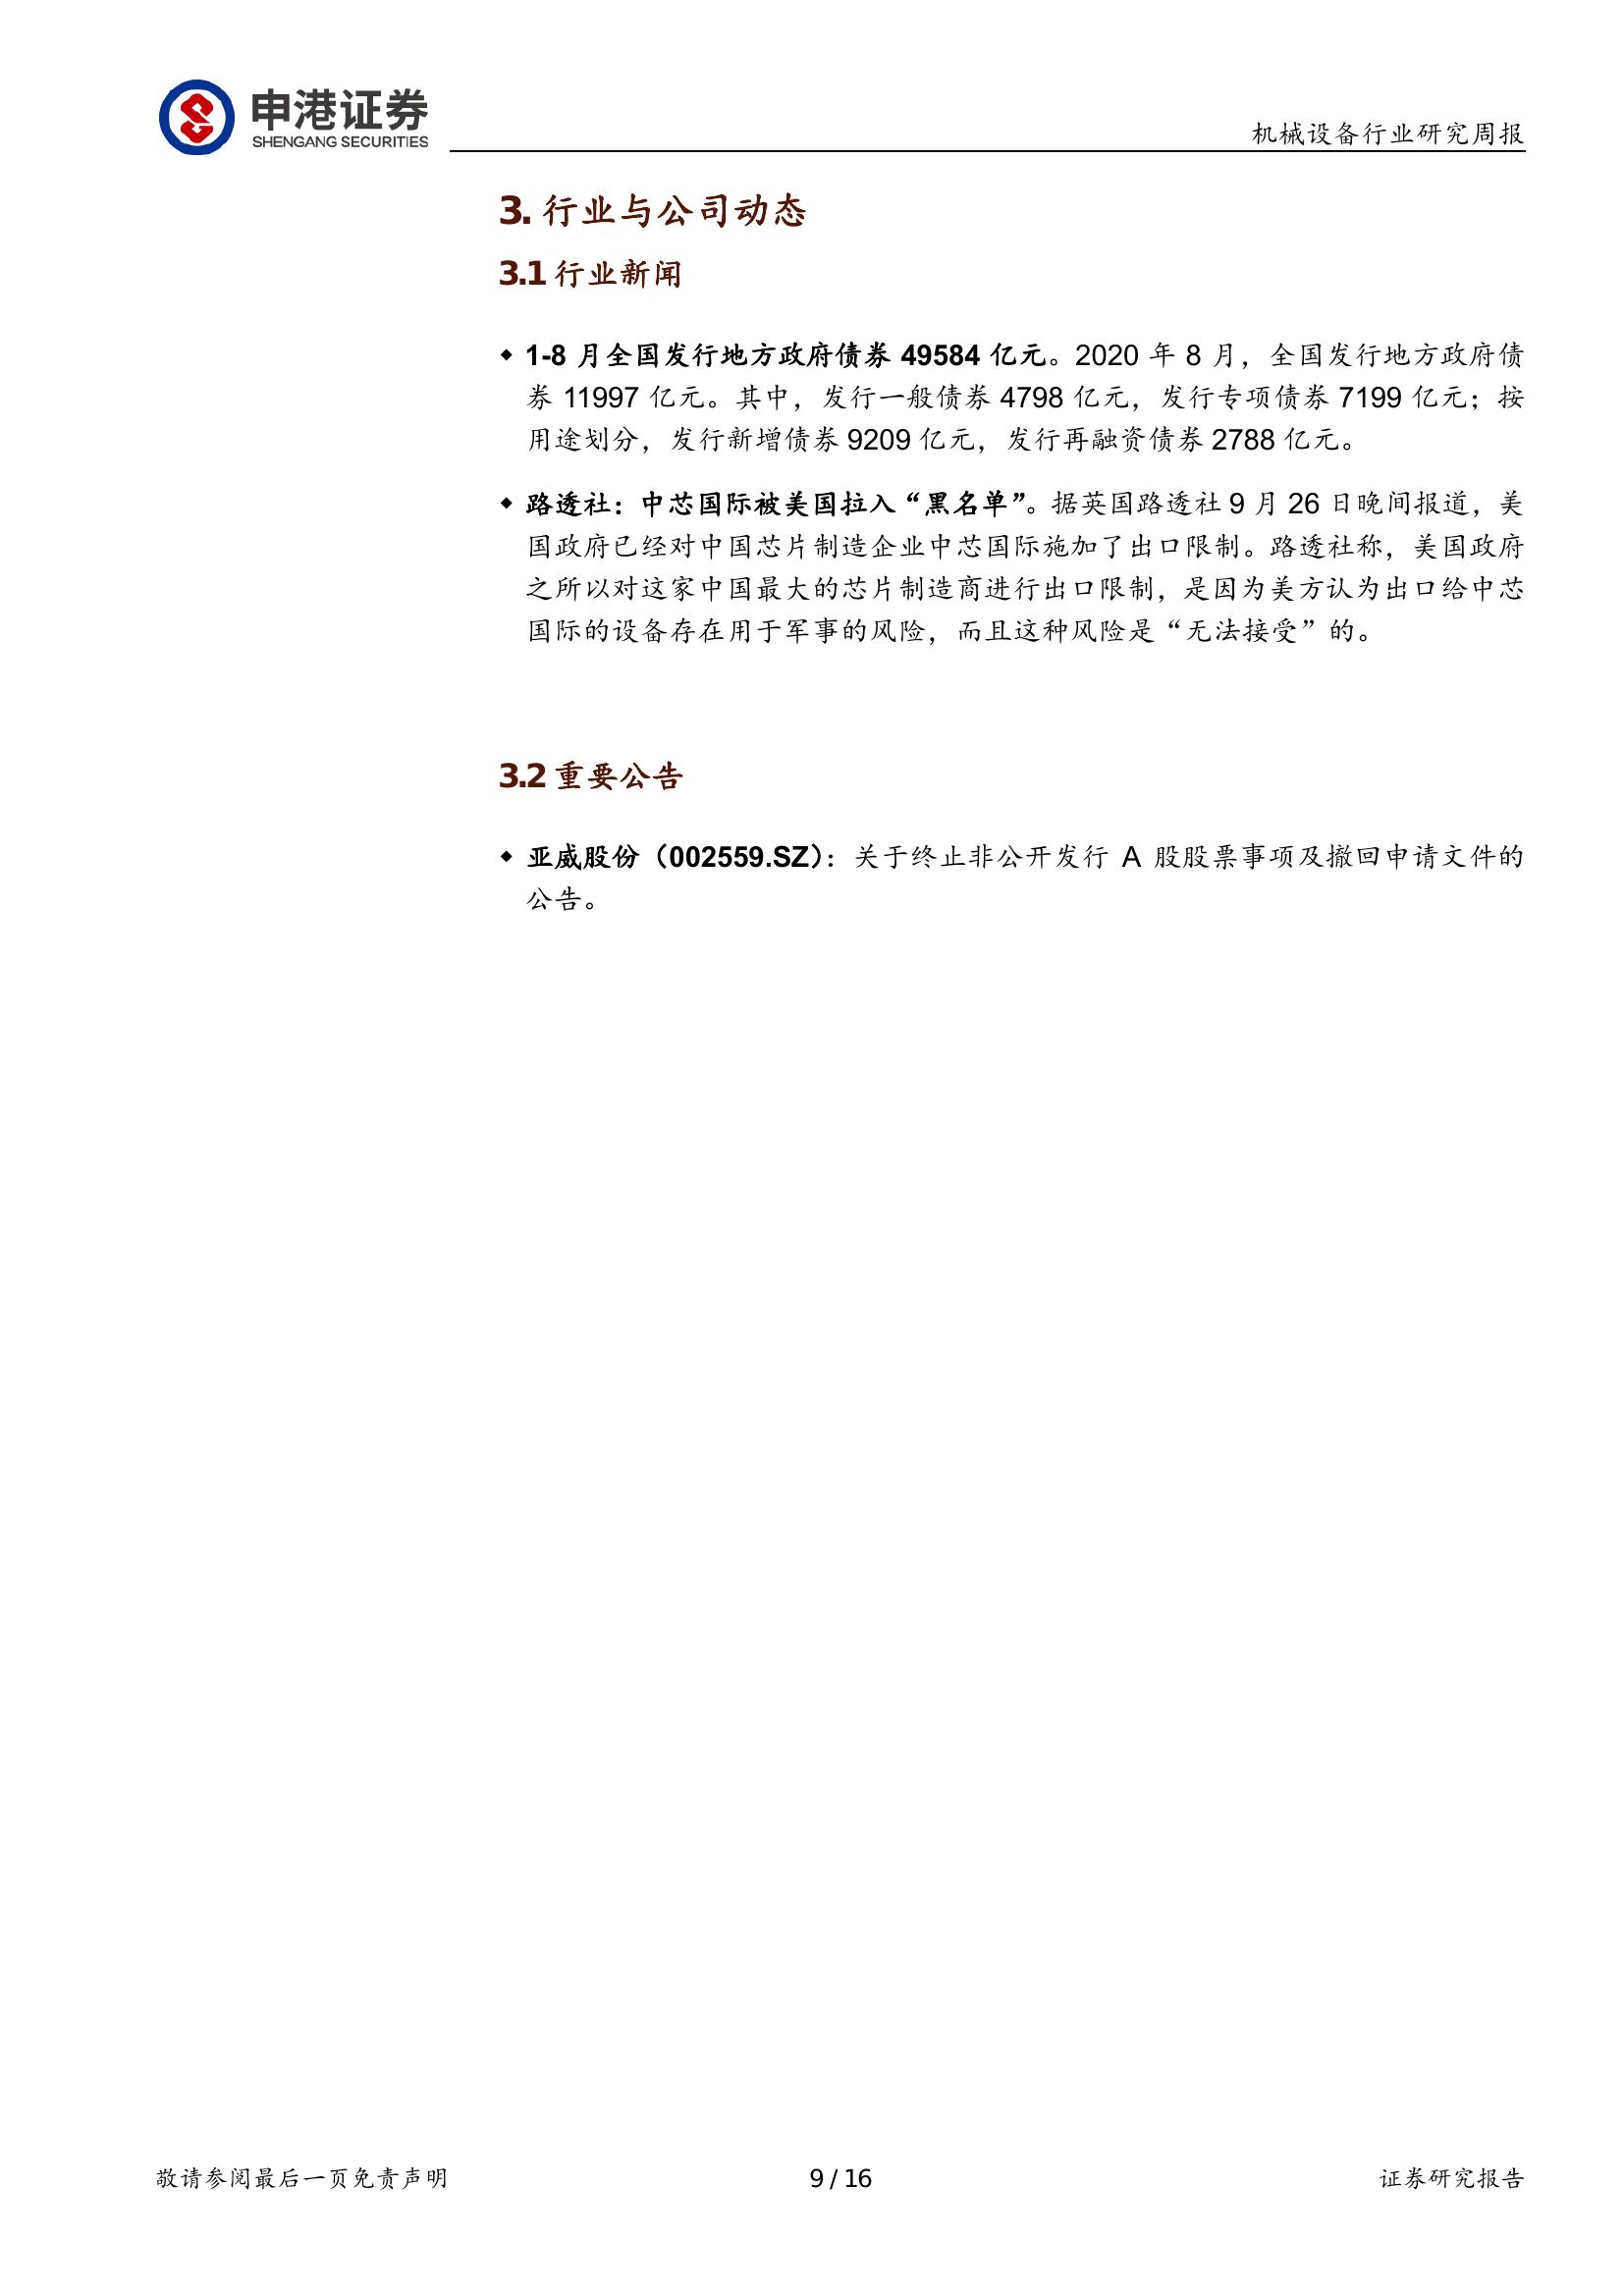 申港证券
SHENGANG SECURITIES
机械设备行业研究周报
3. 行业与公司动态
3.1 行业新闻
◆ 1-8 月全国发行地方政府债券 49584 亿元。2020 年 8 月，全国发行地方政府债
券 11997 亿元。其中，发行一般债券 4798 亿元，发行专项债券 7199 亿元；按
用途划分，发行新增债券 9209 亿元，发行再融资债券 2788 亿元。
◆ 路透社：中芯国际被美国拉入“黑名单”。据英国路透社 9 月 26 日晚间报道，美
国政府已经对中国芯片制造企业中芯国际施加了出口限制。路透社称，美国政府
之所以对这家中国最大的芯片制造商进行出口限制，是因为美方认为出口给中芯
国际的设备存在用于军事的风险，而且这种风险是“无法接受”的。
3.2 重要公告
◆ 亚威股份（002559.SZ）：关于终止非公开发行 A 股股票事项及撤回申请文件的
公告。
敬请参阅最后一页免责声明
9 / 16
证券研究报告